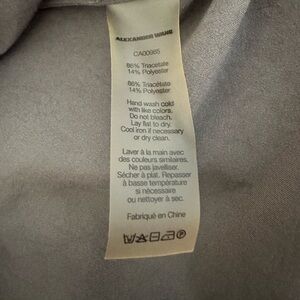 ALEXANDER WANG
CA00985
86% Triacetate
14% Polyester
86% Triacétate
14% Polyester
Hand wash cold
with like colors.
Do not bleach.
Lay flat to dry.
Cool iron if necessary
or dry clean.
Laver à la main avec
des couleurs similaires.
Ne pas javelliser.
Sécher à plat. Repasser
à basse température
si nécessaire
ou nettoyer à sec.
Fabriqué en Chine